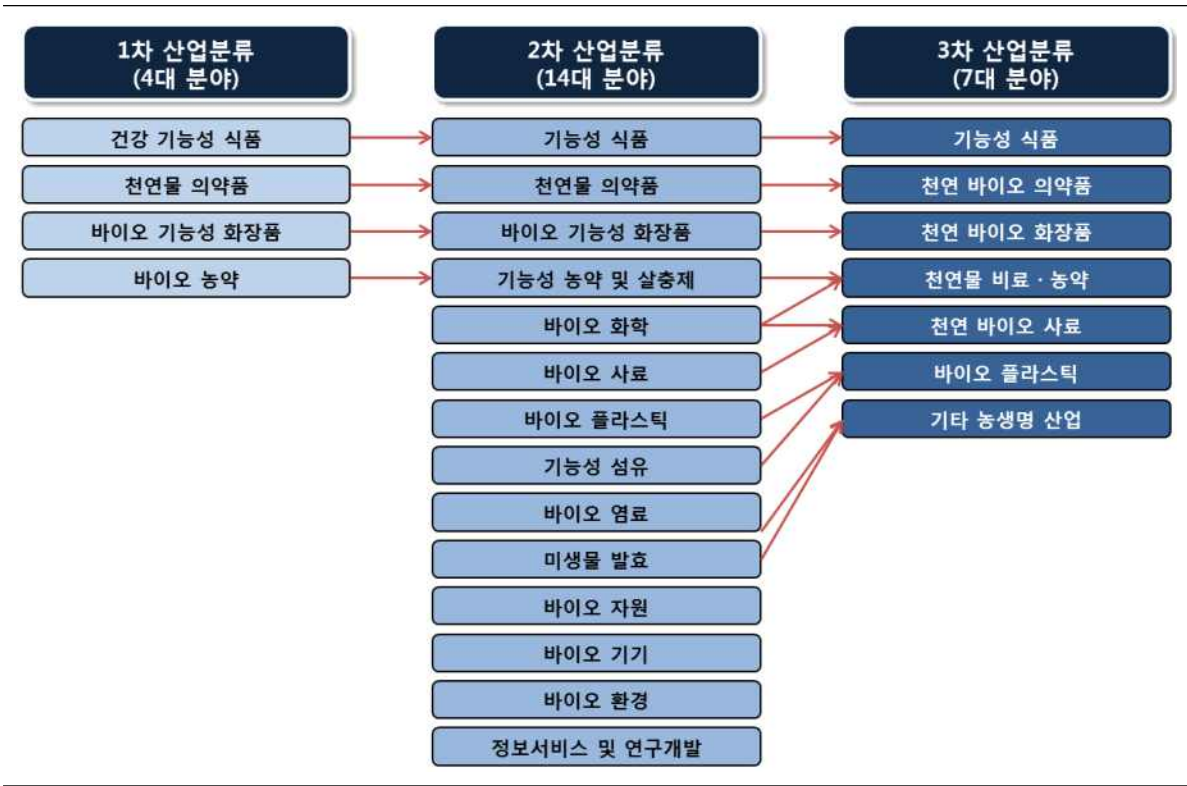 1차 산업분류
(4대 분야)
2차 산업분류
(14대 분야)
3차 산업분류
(7대 분야)
건강 기능성 식품
기능성 식품
기능성 식품
천연물 의약품
천연물 의약품
천연 바이오 의약품
바이오 기능성 화장품
바이오 기능성 화장품
천연 바이오 화장품
바이오 농약
기능성 농약 및 살충제
천연물 비료 · 농약
바이오 화학
천연 바이오 사료
바이오 사료
바이오 플라스틱
바이오 플라스틱
기타 농생명 산업
기능성 섬유
바이오 염료
미생물 발효
바이오 자원
바이오 기기
바이오 환경
정보서비스 및 연구개발